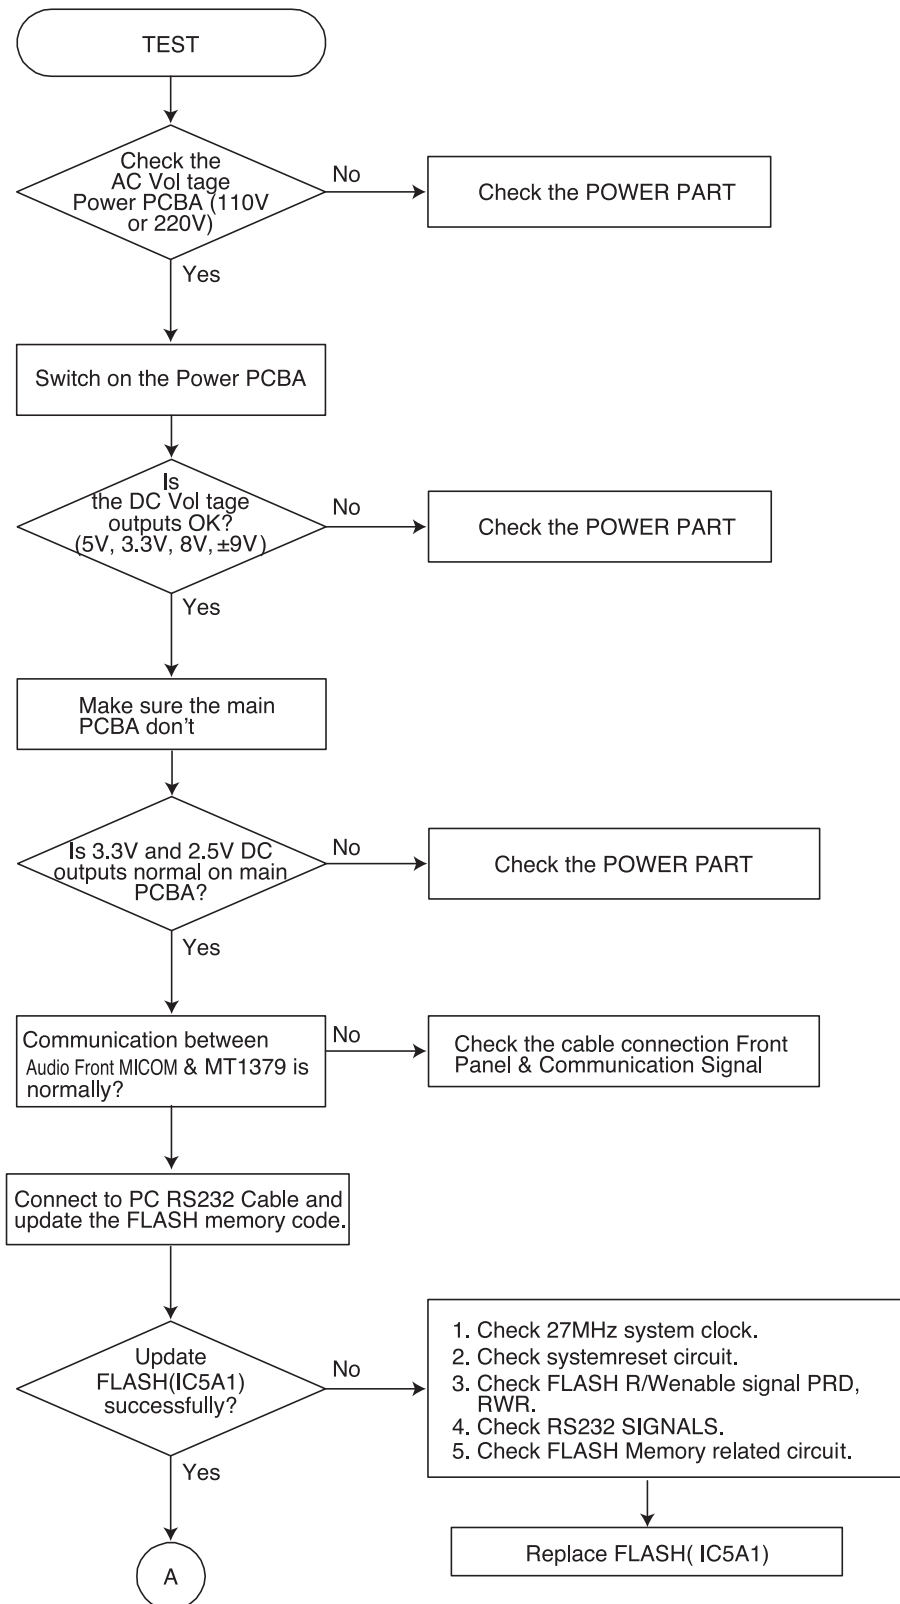 TEST
Check the
AC Vol tage
Power PCBA (110V
or 220V)
No
Check the POWER PART
Yes
Switch on the Power PCBA
Is
the DC Vol tage
outputs OK?
(5V, 3.3V, 8V, ±9V)
No
Check the POWER PART
Yes
Make sure the main
PCBA don't
Is 3.3V and 2.5V DC
outputs normal on main
PCBA?
No
Check the POWER PART
Yes
Communication between
Audio Front MICOM & MT1379 is
normally?
No
Check the cable connection Front
Panel & Communication Signal
Connect to PC RS232 Cable and
update the FLASH memory code.
Update
FLASH(IC5A1)
successfully?
No
1. Check 27MHz system clock.
2. Check systemreset circuit.
3. Check FLASH R/Wenable signal PRD,
RWR.
4. Check RS232 SIGNALS.
5. Check FLASH Memory related circuit.
Yes
Replace FLASH( IC5A1)
A